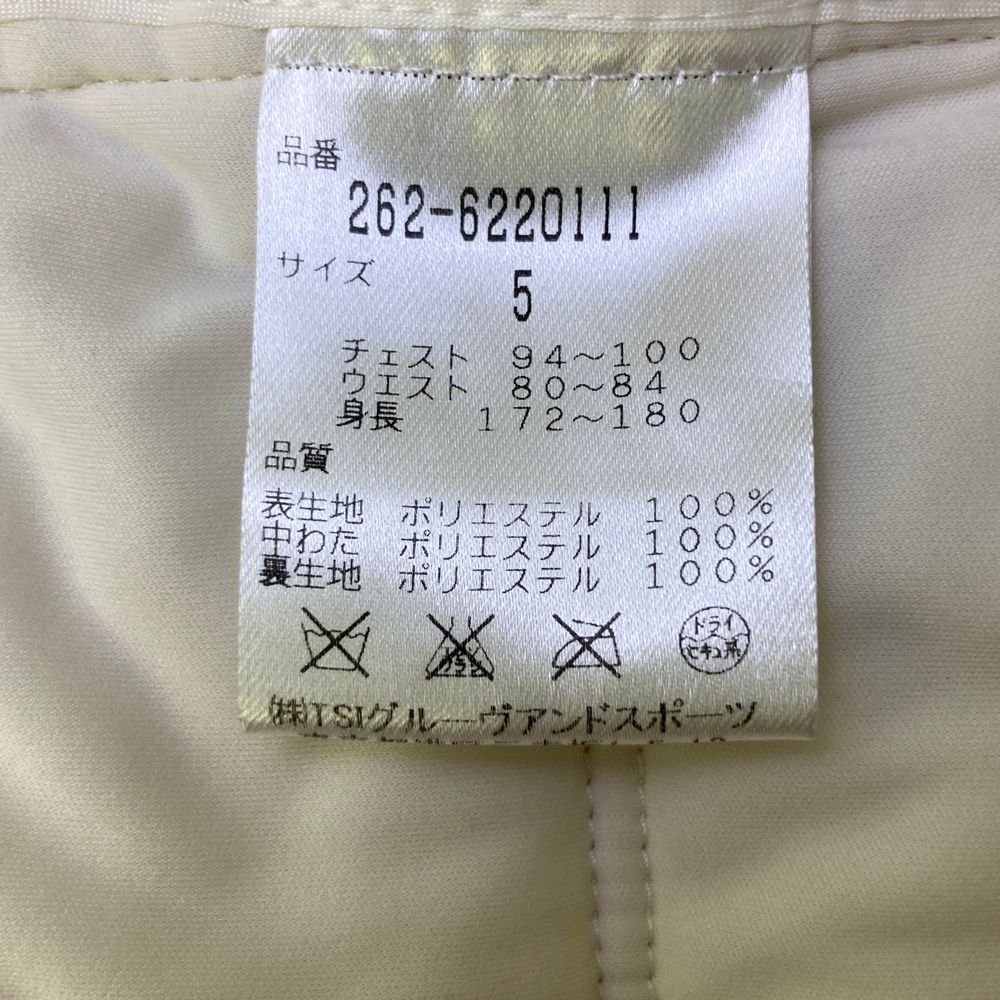 品番
262-6220111
サイズ
5
チェスト 94～100
ウエスト 80～84
身長 172～180
品質
表生地 ポリエステル 100%
中わた ポリエステル 100%
裏生地 ポリエステル 100%
ドライ
セキユ系
(株)TSIグルーヴアンドスポーツ